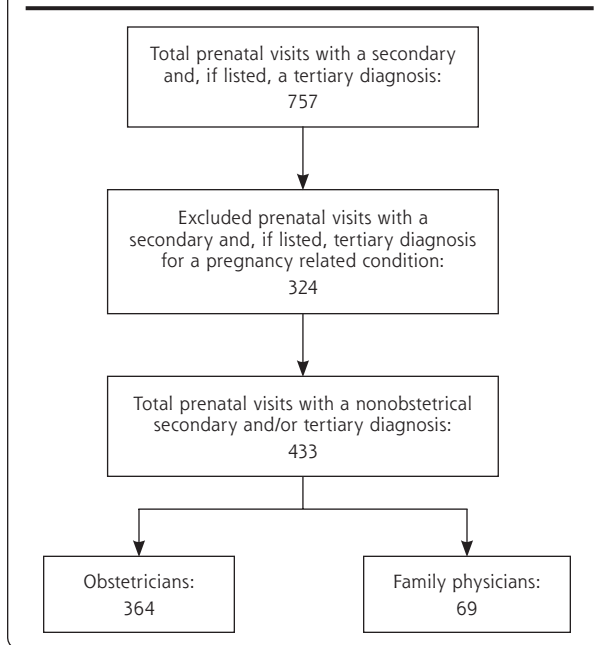 Total prenatal visits with a secondary
and, if listed, a tertiary diagnosis:
757
Excluded prenatal visits with a
secondary and, if listed, tertiary diagnosis
for a pregnancy related condition:
324
Total prenatal visits with a nonobstetrical
secondary and/or tertiary diagnosis:
433
Obstetricians:
364
Family physicians:
69